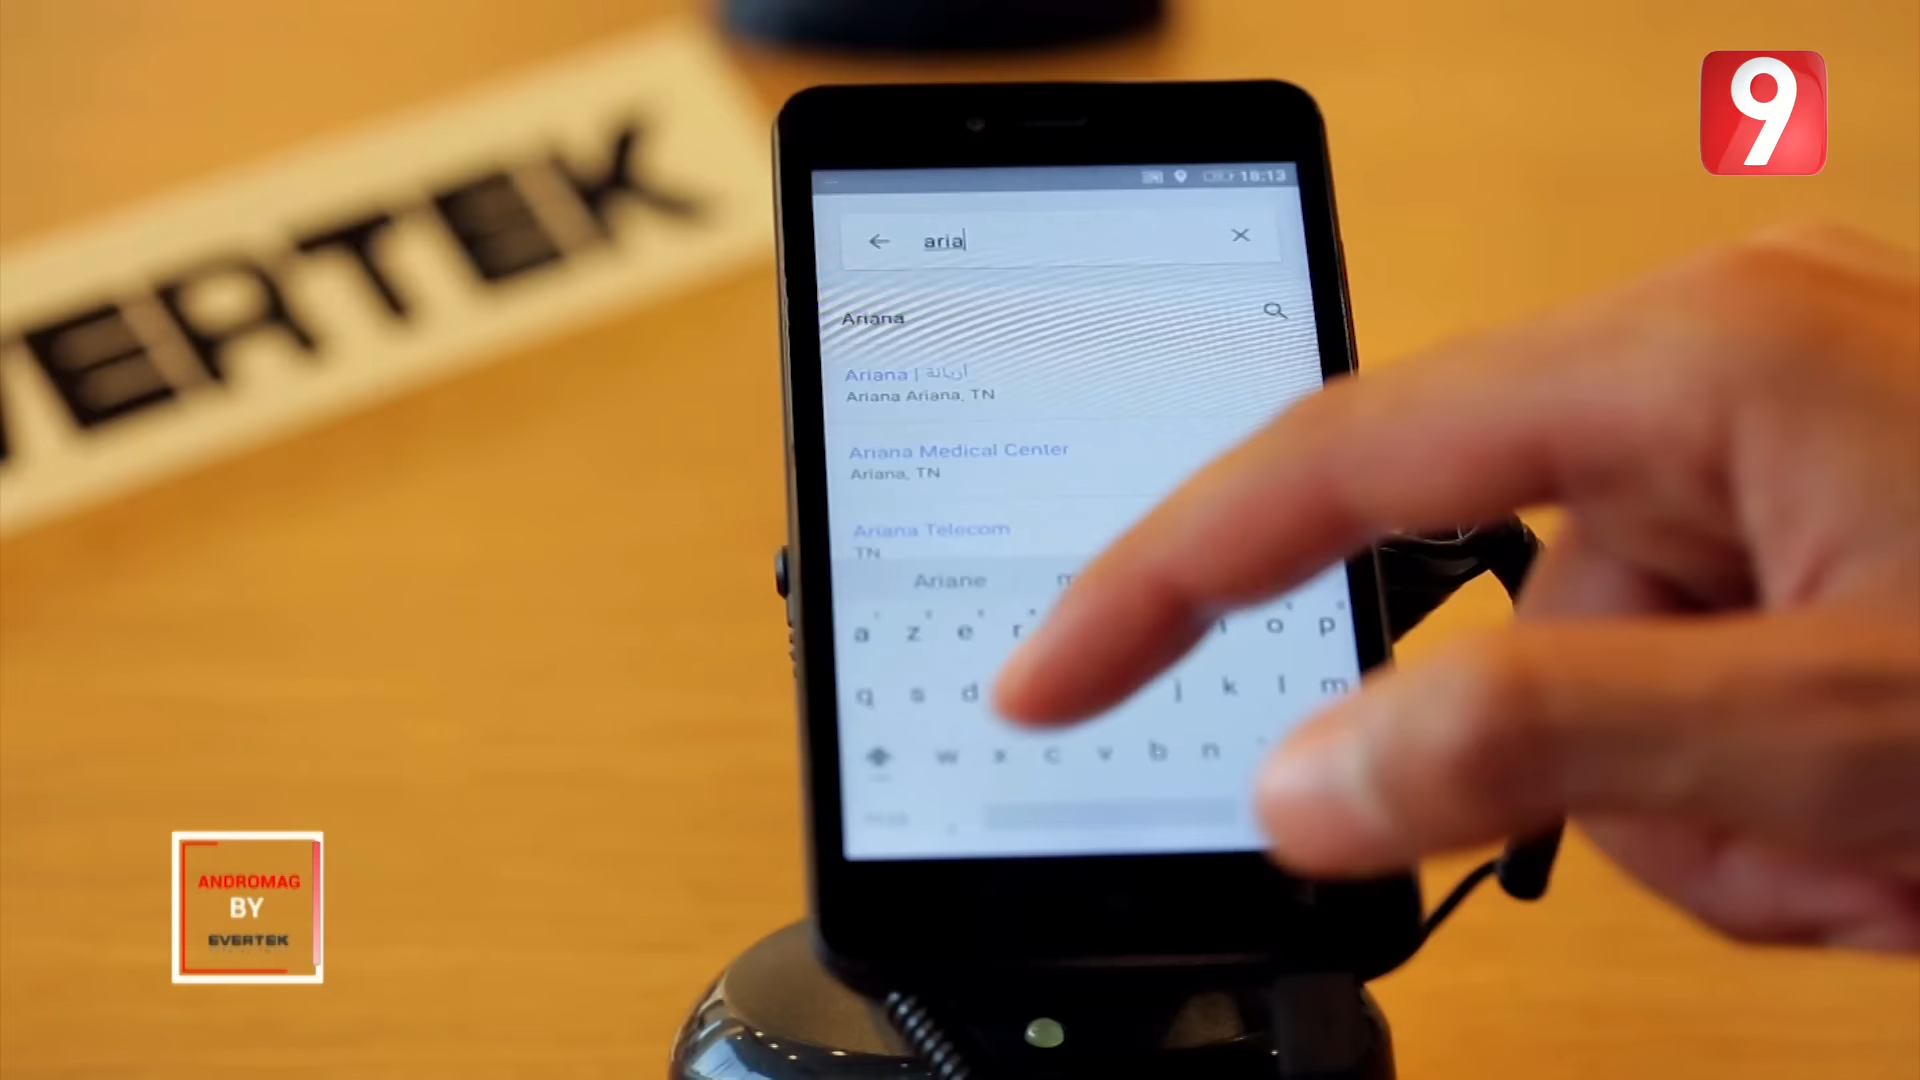 VERTEK
9
18:13
aria
Ariana
Ariana | أريانة
Ariana Ariana, TN
Ariana Medical Center
Ariana, TN
Ariana Telecom
TN
Ariane
a z e r o p
q s d j k l m
w x c v b n
ANDROMAG
BY
EVERTEK